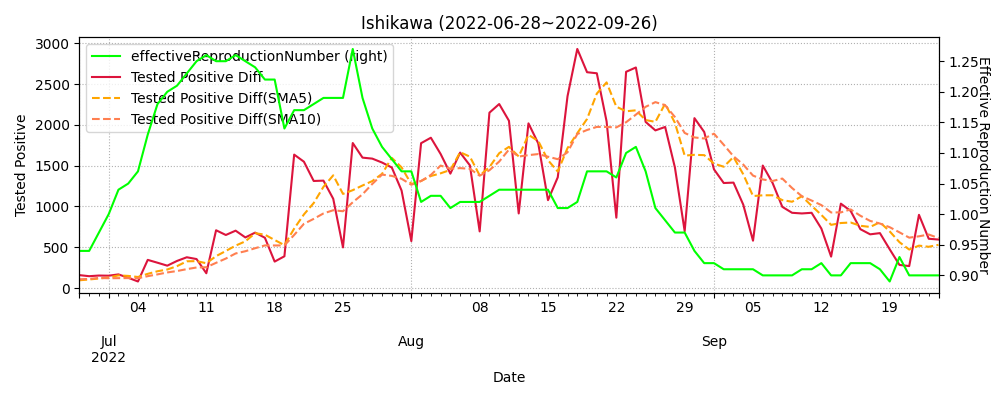 Ishikawa (2022-06-28~2022-09-26)
effectiveReproductionNumber (right)
Tested Positive Diff
Tested Positive Diff(SMA5)
Tested Positive Diff(SMA10)
Tested Positive
3000
2500
2000
1500
1000
500
0
1.25
1.20
1.15
1.10
1.05
1.00
0.95
0.90
Effective Reproduction Number
04 11 18 25 08 15 22 29 05 12 19
Jul Aug Sep
2022
Date